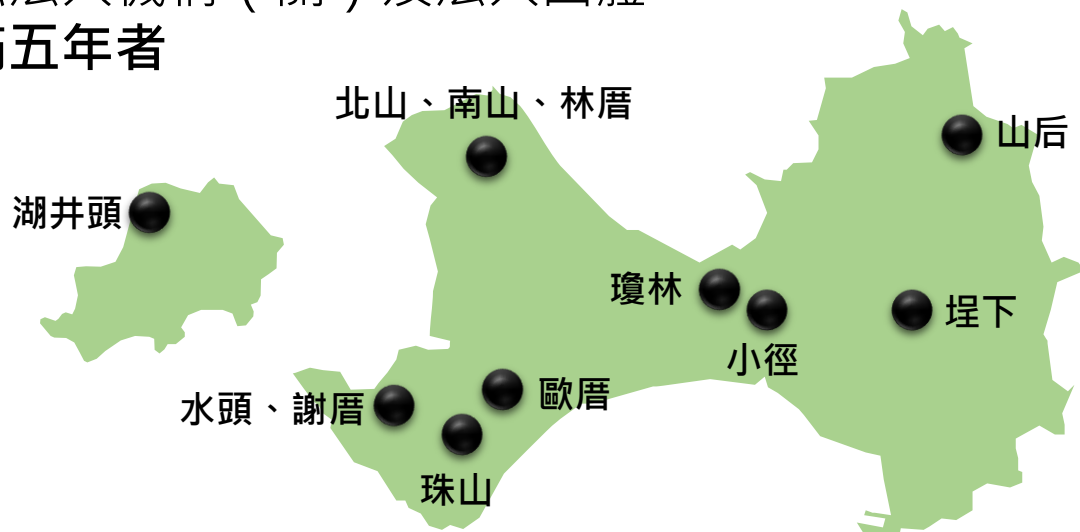 五年者
北山、南山、林厝
山后
湖井頭
瓊林
埕下
小徑
水頭、謝厝
歐厝
珠山